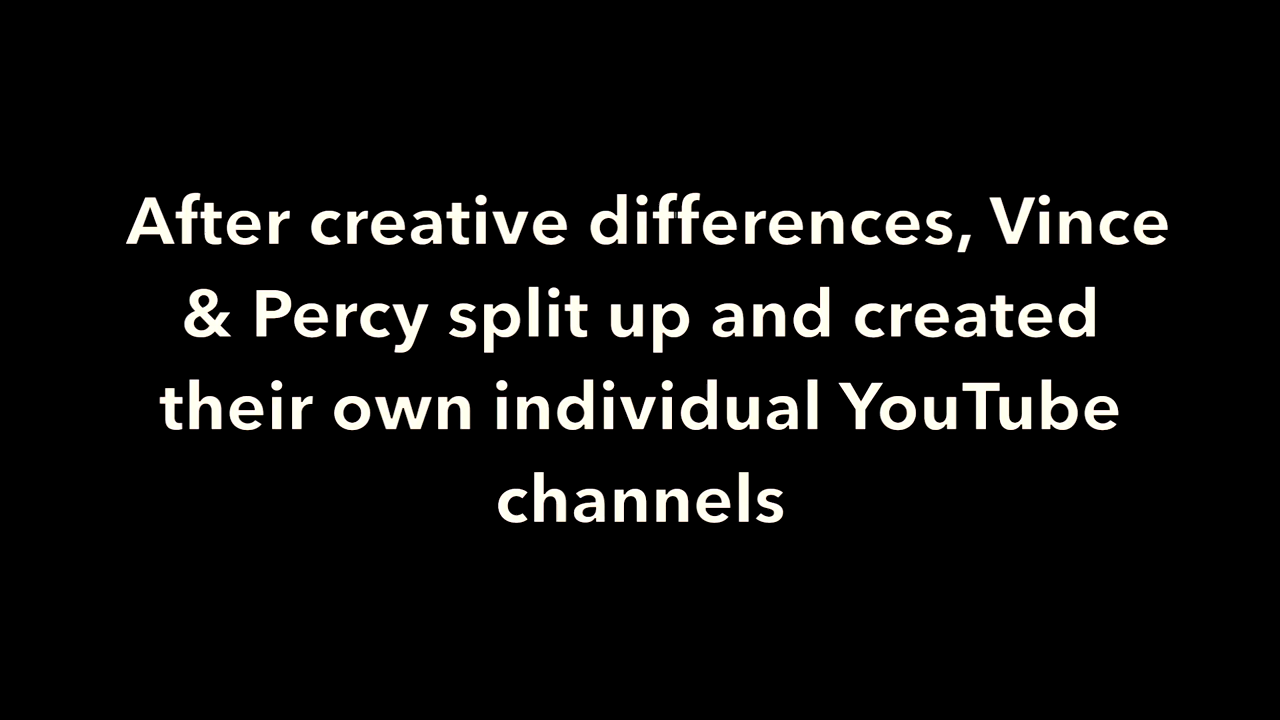 After creative differences, Vince
& Percy split up and created
their own individual YouTube
channels